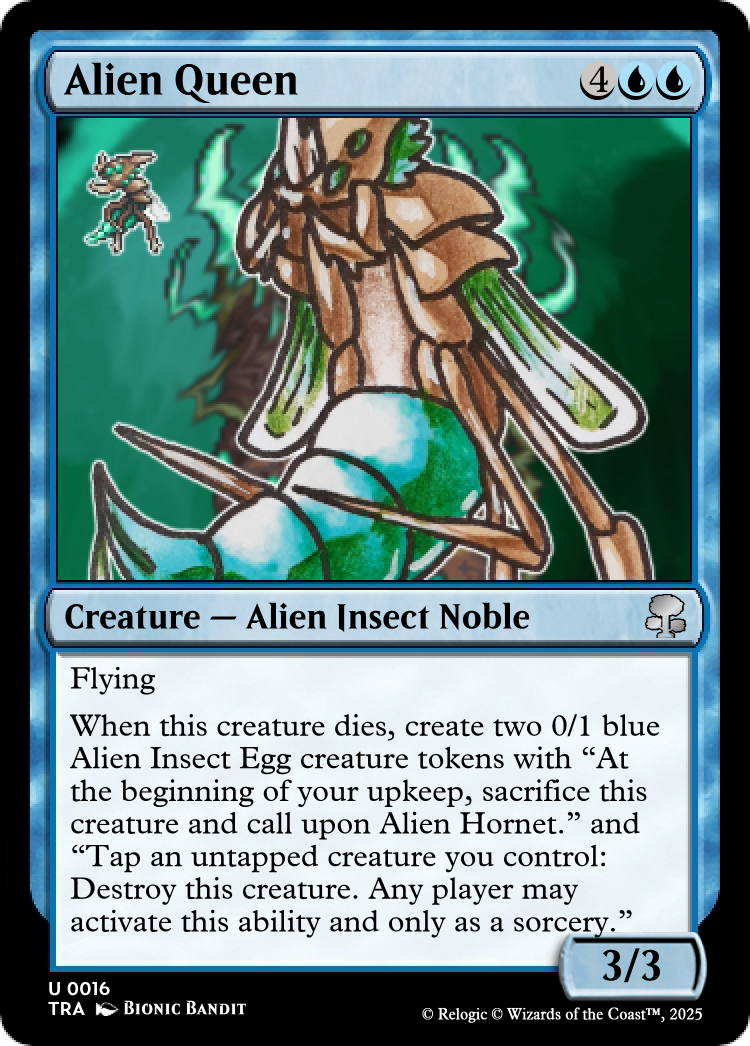 Alien Queen 4
Creature — Alien Insect Noble
Flying
When this creature dies, create two 0/1 blue
Alien Insect Egg creature tokens with “At
the beginning of your upkeep, sacrifice this
creature and call upon Alien Hornet.” and
“Tap an untapped creature you control:
Destroy this creature. Any player may
activate this ability and only as a sorcery.”
3/3
U 0016
TRA BIONIC BANDIT
© Relogic © Wizards of the Coast™, 2025